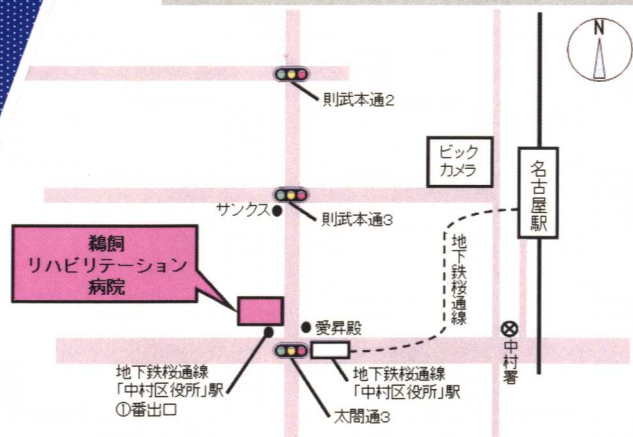 N
則武本通2
ビック
カメラ
名古屋駅
サンクス
則武本通3
鵜飼
リハビリテーション
病院
地下鉄桜通線
愛昇殿
中村署
地下鉄桜通線
「中村区役所」駅
①番出口
地下鉄桜通線
「中村区役所」駅
太閤通3